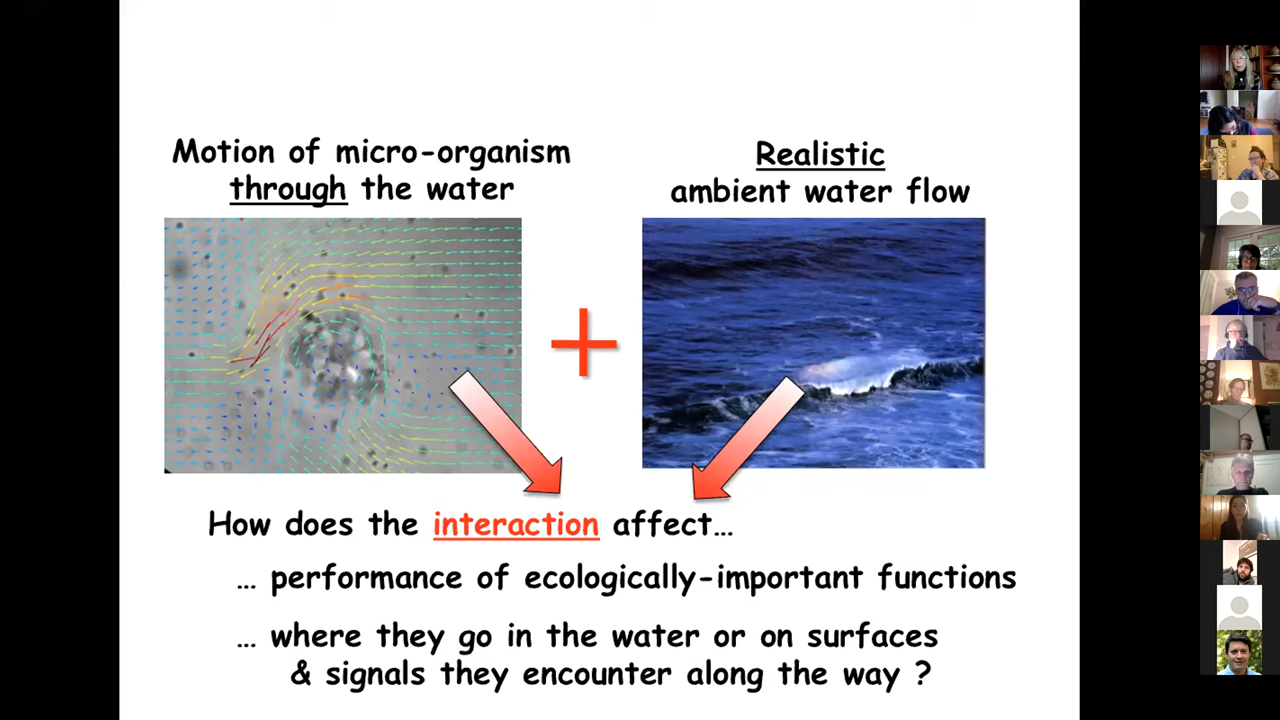 Motion of micro-organism
through the water
Realistic
ambient water flow
+
How does the interaction affect...
... performance of ecologically-important functions
... where they go in the water or on surfaces
& signals they encounter along the way ?